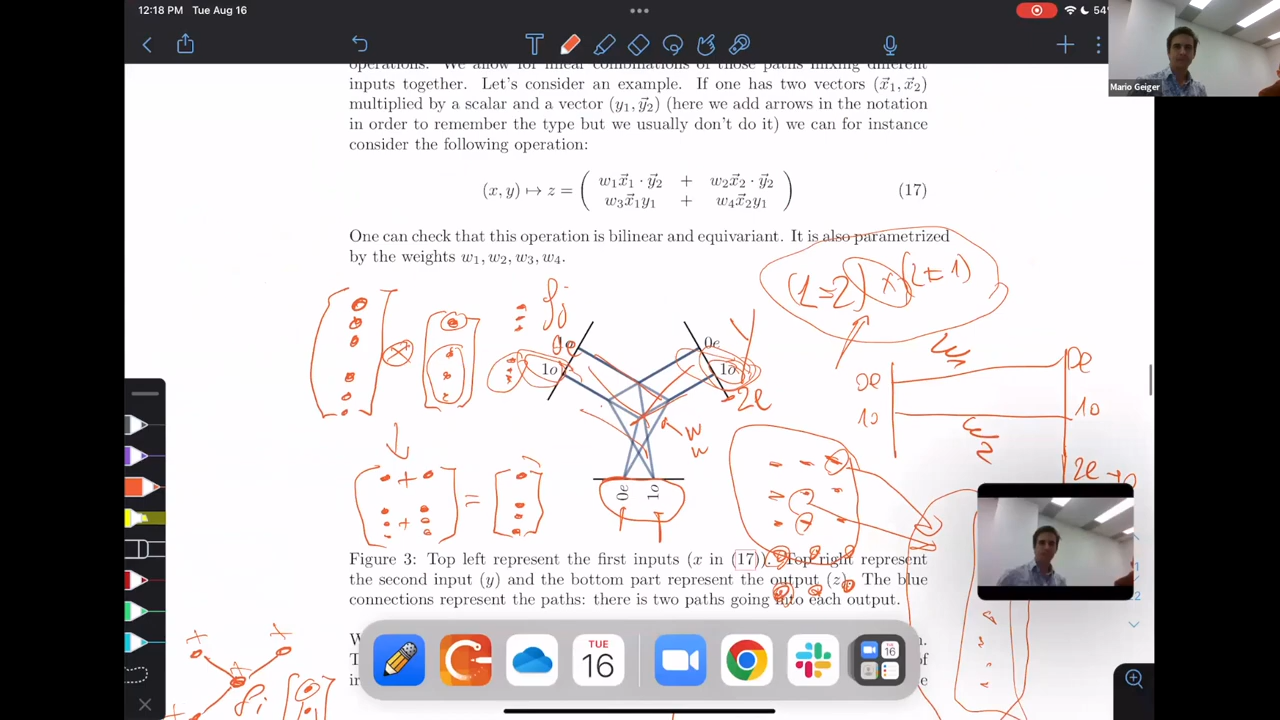 12:18 PM Tue Aug 16
54%
Mario Geiger
operations. We allow for linear combinations of those paths mixing different
inputs together. Let's consider an example. If one has two vectors (x⃗₁, x⃗₂)
multiplied by a scalar and a vector (y₁, y⃗₂) (here we add arrows in the notation
in order to remember the type but we usually don't do it) we can for instance
consider the following operation:
(x, y) ↦ z = ( w₁x⃗₁ · y⃗₂ + w₂x⃗₂ · y⃗₂
w₃x⃗₁y₁ + w₄x⃗₂y₁ ) (17)
One can check that this operation is bilinear and equivariant. It is also parametrized
by the weights w₁, w₂, w₃, w₄.
(l=2) × (l=1)
fj
0e
1o
0e
1o
2e
w
w
0e
1o
w1
0e
1o
w2
2e
0e
1o
Figure 3: Top left represent the first inputs (x in (17)). Top right represent
the second input (y) and the bottom part represent the output (z). The blue
connections represent the paths: there is two paths going into each output.
TUE
16
fi